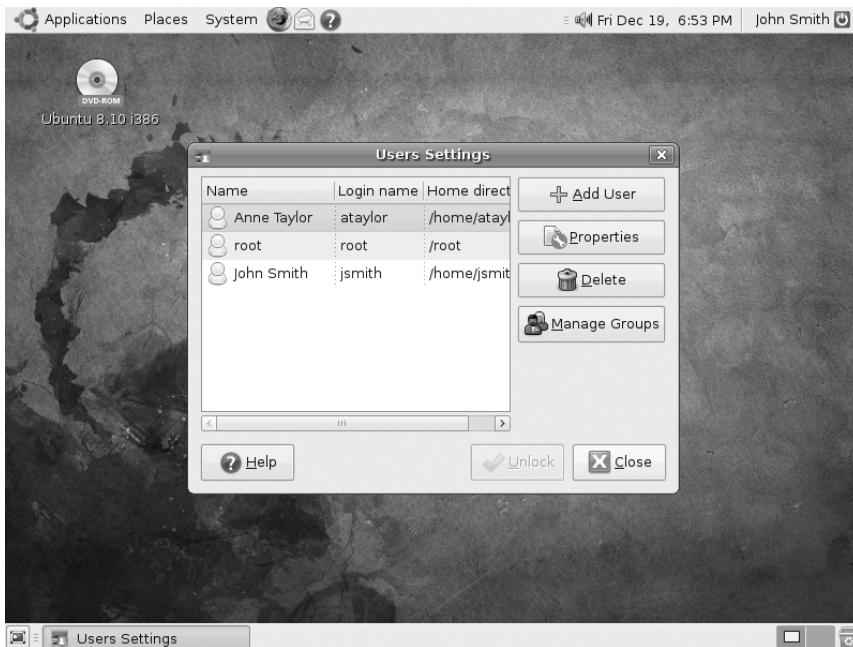 Applications Places System Fri Dec 19, 6:53 PM John Smith
DVD-ROM
Ubuntu 8.10 i386
Users Settings
Name Login name Home direct
Anne Taylor ataylor /home/atayl
root root /root
John Smith jsmith /home/jsmit
Add User
Properties
Delete
Manage Groups
Help Unlock Close
Users Settings